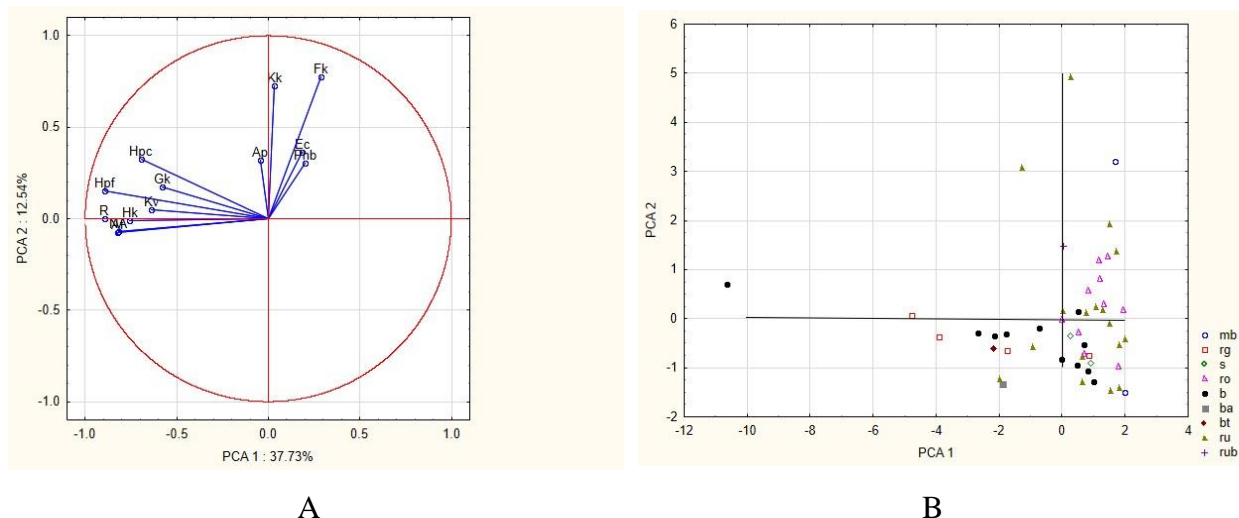 1.0
0.5
0.0
-0.5
-1.0
-1.0 -0.5 0.0 0.5 1.0
PCA 2 : 12.54%
PCA 1 : 37.73%
Kk
Fk
Ap
Ec
Hpc
Gk
Hpf
Kv
R
Hk
A
6
5
4
3
2
1
0
-1
-2
-12 -10 -8 -6 -4 -2 0 2 4
PCA 2
PCA 1
mb
rg
s
ro
b
ba
bt
ru
rub
A B